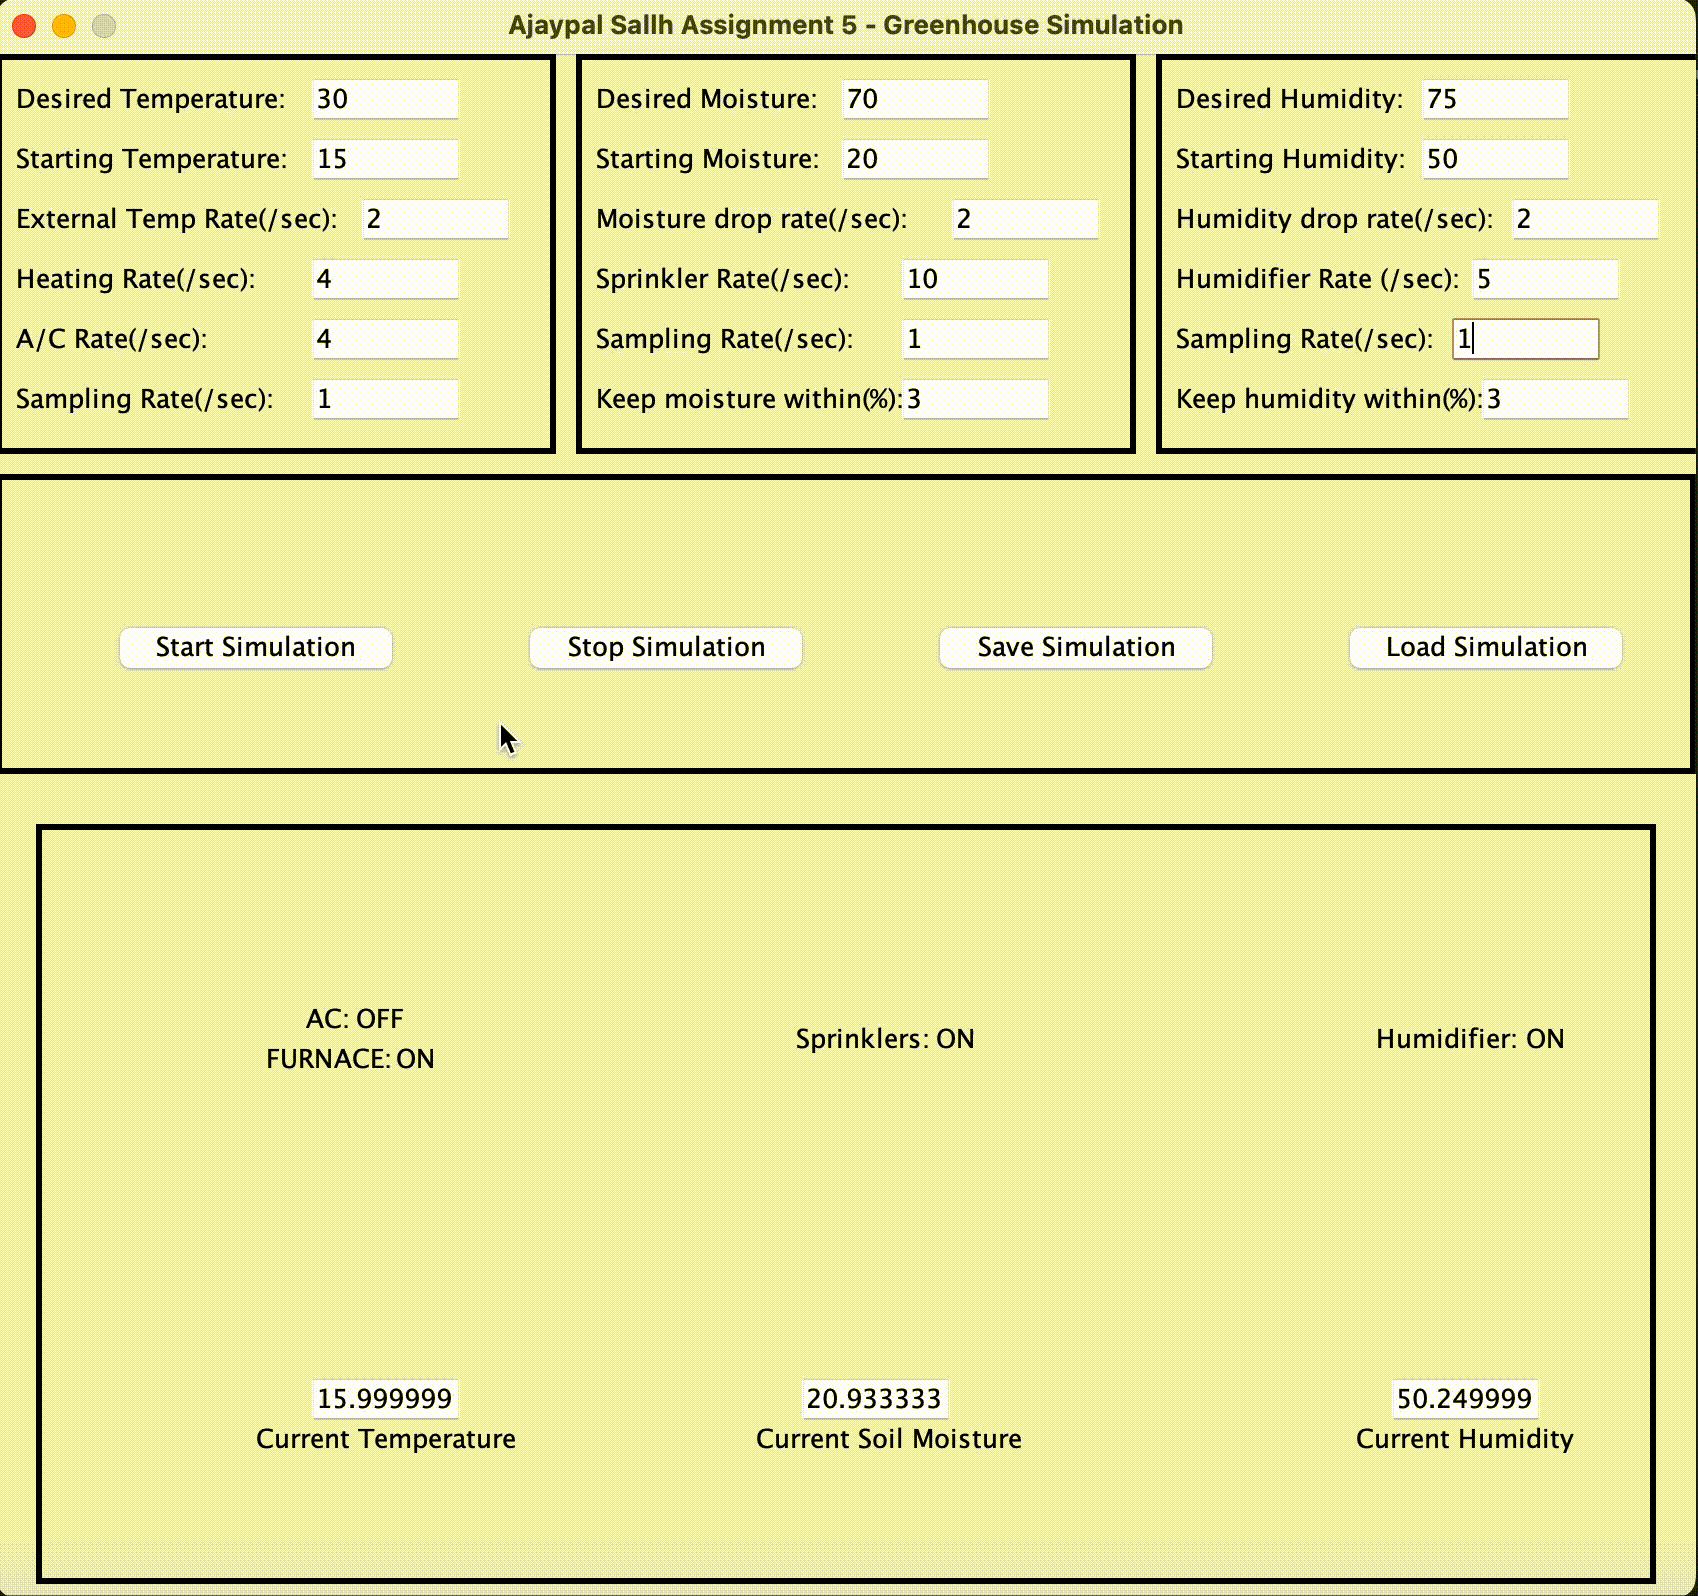 Ajaypal Sallh Assignment 5 - Greenhouse Simulation
Desired Temperature: 30
Starting Temperature: 15
External Temp Rate(/sec): 2
Heating Rate(/sec): 4
A/C Rate(/sec): 4
Sampling Rate(/sec): 1
Desired Moisture: 70
Starting Moisture: 20
Moisture drop rate(/sec): 2
Sprinkler Rate(/sec): 10
Sampling Rate(/sec): 1
Keep moisture within(%): 3
Desired Humidity: 75
Starting Humidity: 50
Humidity drop rate(/sec): 2
Humidifier Rate (/sec): 5
Sampling Rate(/sec): 1
Keep humidity within(%): 3
Start Simulation
Stop Simulation
Save Simulation
Load Simulation
AC: OFF
FURNACE: ON
Sprinklers: ON
Humidifier: ON
15.999999
Current Temperature
20.933333
Current Soil Moisture
50.249999
Current Humidity